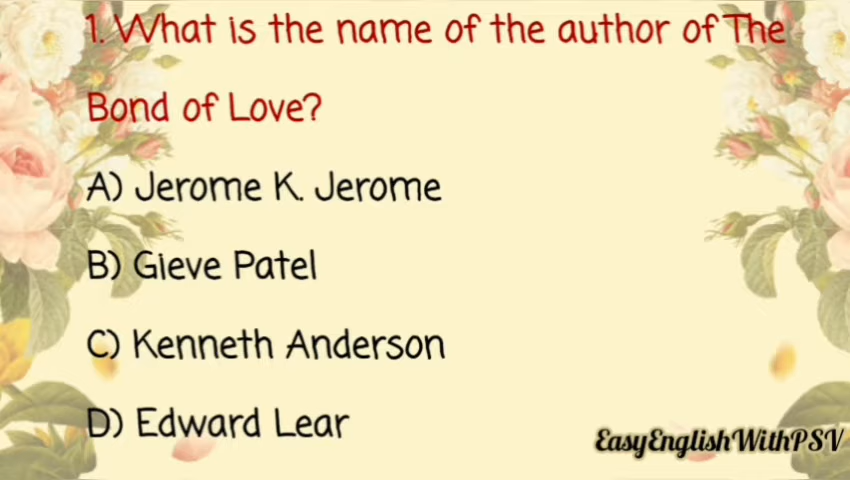 1. What is the name of the author of The
Bond of Love?
A) Jerome K. Jerome
B) Gieve Patel
C) Kenneth Anderson
D) Edward Lear
EasyEnglishWithPSV